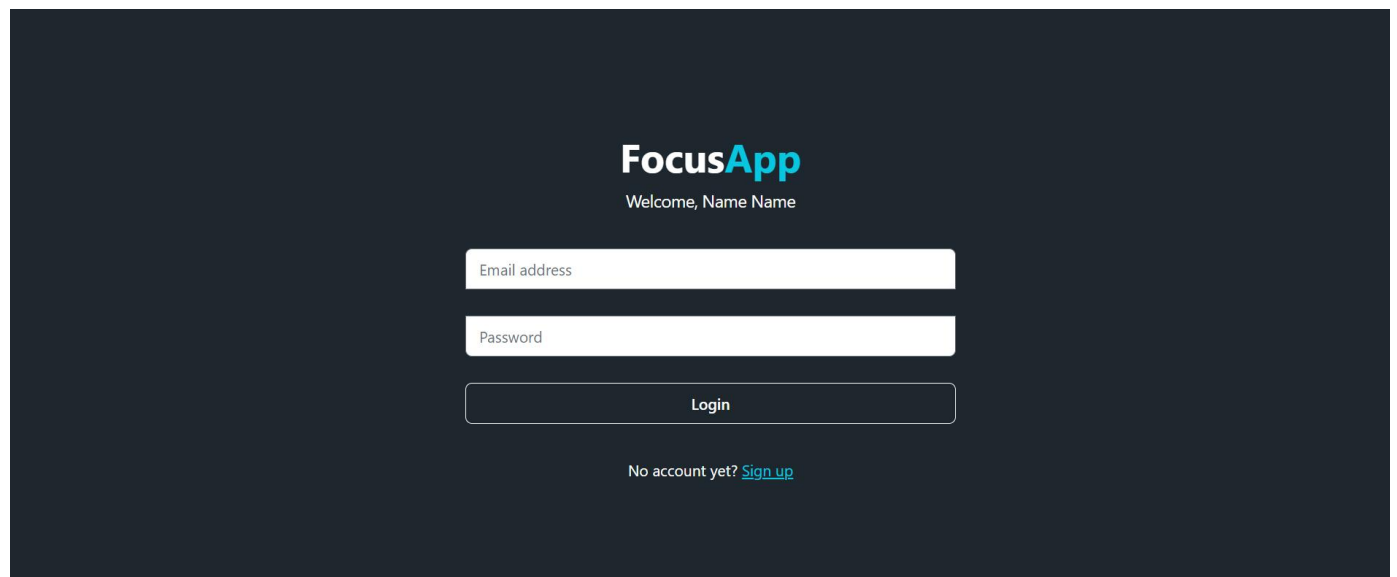 FocusApp
Welcome, Name Name
Email address
Password
Login
No account yet? Sign up